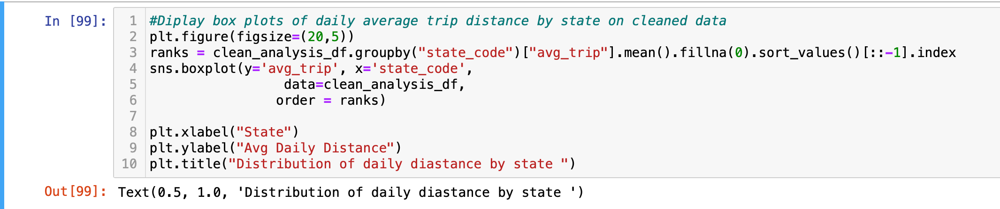 In [99]:
1 #Diplay box plots of daily average trip distance by state on cleaned data
2 plt.figure(figsize=(20,5))
3 ranks = clean_analysis_df.groupby("state_code")["avg_trip"].mean().fillna(0).sort_values()[::-1].index
4 sns.boxplot(y='avg_trip', x='state_code',
5                  data=clean_analysis_df,
6                 order = ranks)
7
8 plt.xlabel("State")
9 plt.ylabel("Avg Daily Distance")
10 plt.title("Distribution of daily diastance by state ")
Out[99]: Text(0.5, 1.0, 'Distribution of daily diastance by state ')